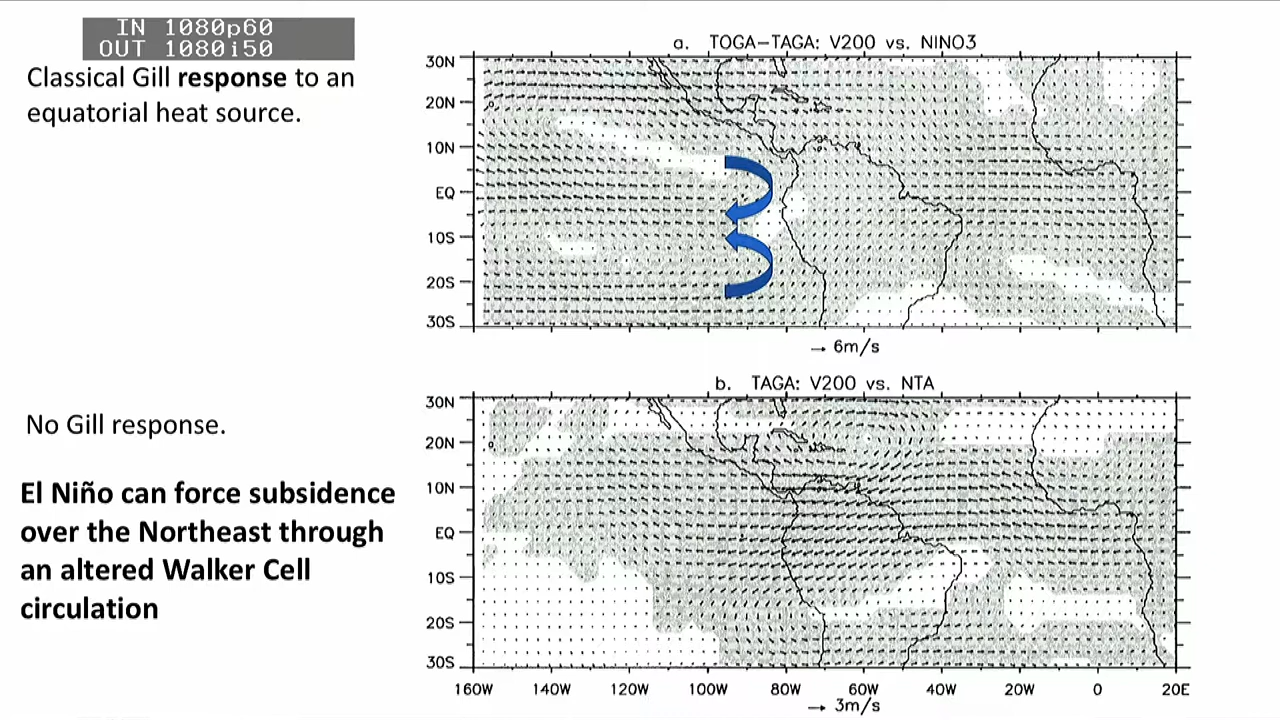 IN 1080p60
OUT 1080i50
Classical Gill response to an
equatorial heat source.
a. TOGA-TAGA: V200 vs. NINO3
30N
20N
10N
EQ
10S
20S
30S
→ 6m/s
No Gill response.
El Niño can force subsidence
over the Northeast through
an altered Walker Cell
circulation
b. TAGA: V200 vs. NTA
30N
20N
10N
EQ
10S
20S
30S
160W 140W 120W 100W 80W 60W 40W 20W 0 20E
→ 3m/s